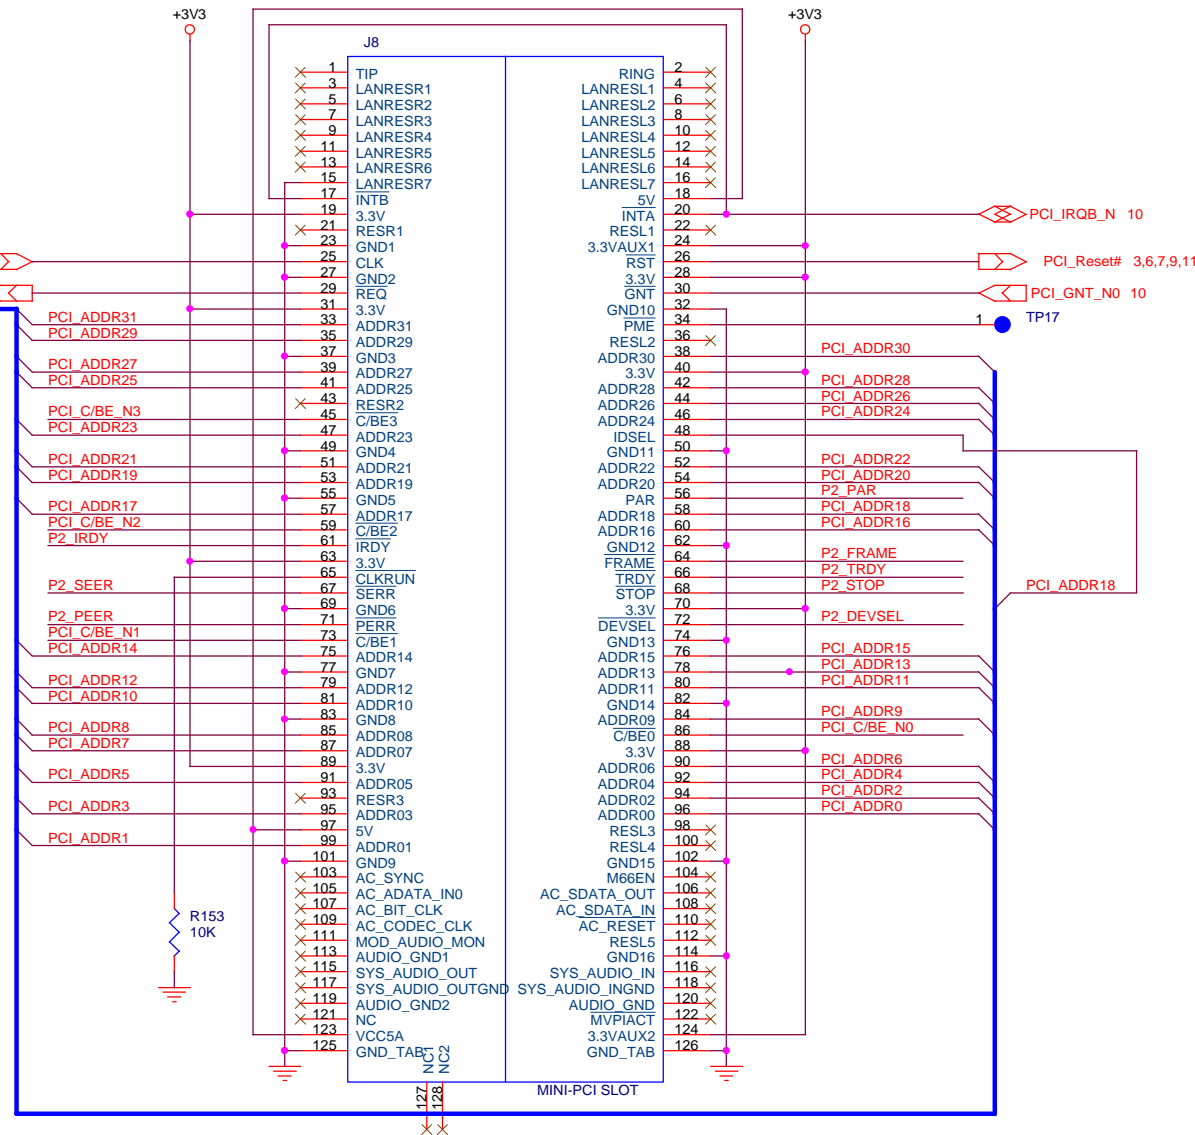 +3V3 +3V3
J8
1 TIP RING 2
3 LANRESR1 LANRESL1 4
5 LANRESR2 LANRESL2 6
7 LANRESR3 LANRESL3 8
9 LANRESR4 LANRESL4 10
11 LANRESR5 LANRESL5 12
13 LANRESR6 LANRESL6 14
15 LANRESR7 LANRESL7 16
17 INTB 5V 18
19 3.3V INTA 20 PCI_IRQB_N 10
21 RESR1 RESL1 22
23 GND1 3.3VAUX1 24
25 CLK RST 26 PCI_Reset# 3,6,7,9,11
27 GND2 3.3V 28
29 REQ GNT 30 PCI_GNT_N0 10
31 3.3V GND10 32
PCI_ADDR31 33 ADDR31 PME 34 1 TP17
PCI_ADDR29 35 ADDR29 RESL2 36
37 GND3 ADDR30 38 PCI_ADDR30
PCI_ADDR27 39 ADDR27 3.3V 40
PCI_ADDR25 41 ADDR25 ADDR28 42 PCI_ADDR28
43 RESR2 ADDR26 44 PCI_ADDR26
PCI_C/BE_N3 45 C/BE3 ADDR24 46 PCI_ADDR24
PCI_ADDR23 47 ADDR23 IDSEL 48
49 GND4 GND11 50
PCI_ADDR21 51 ADDR21 ADDR22 52 PCI_ADDR22
PCI_ADDR19 53 ADDR19 ADDR20 54 PCI_ADDR20
55 GND5 PAR 56 P2_PAR
PCI_ADDR17 57 ADDR17 ADDR18 58 PCI_ADDR18
PCI_C/BE_N2 59 C/BE2 ADDR16 60 PCI_ADDR16
P2_IRDY 61 IRDY GND12 62
63 3.3V FRAME 64 P2_FRAME
65 CLKRUN TRDY 66 P2_TRDY
P2_SEER 67 SERR STOP 68 P2_STOP PCI_ADDR18
69 GND6 3.3V 70
P2_PEER 71 PERR DEVSEL 72 P2_DEVSEL
PCI_C/BE_N1 73 C/BE1 GND13 74
PCI_ADDR14 75 ADDR14 ADDR15 76 PCI_ADDR15
77 GND7 ADDR13 78 PCI_ADDR13
PCI_ADDR12 79 ADDR12 ADDR11 80 PCI_ADDR11
PCI_ADDR10 81 ADDR10 GND14 82
83 GND8 ADDR09 84 PCI_ADDR9
PCI_ADDR8 85 ADDR08 C/BE0 86 PCI_C/BE_N0
PCI_ADDR7 87 ADDR07 3.3V 88
89 3.3V ADDR06 90 PCI_ADDR6
PCI_ADDR5 91 ADDR05 ADDR04 92 PCI_ADDR4
93 RESR3 ADDR02 94 PCI_ADDR2
PCI_ADDR3 95 ADDR03 ADDR00 96 PCI_ADDR0
97 5V RESL3 98
PCI_ADDR1 99 ADDR01 RESL4 100
101 GND9 GND15 102
103 AC_SYNC M66EN 104
105 AC_ADATA_IN0 AC_SDATA_OUT 106
107 AC_BIT_CLK AC_SDATA_IN 108
R153 109 AC_CODEC_CLK AC_RESET 110
10K 111 MOD_AUDIO_MON RESL5 112
113 AUDIO_GND1 GND16 114
115 SYS_AUDIO_OUT SYS_AUDIO_IN 116
117 SYS_AUDIO_OUTGND SYS_AUDIO_INGND 118
119 AUDIO_GND2 AUDIO_GND 120
121 NC MVPIACT 122
123 VCC5A 3.3VAUX2 124
125 GND_TAB GND_TAB 126
NC1 NC2
127 128
MINI-PCI SLOT